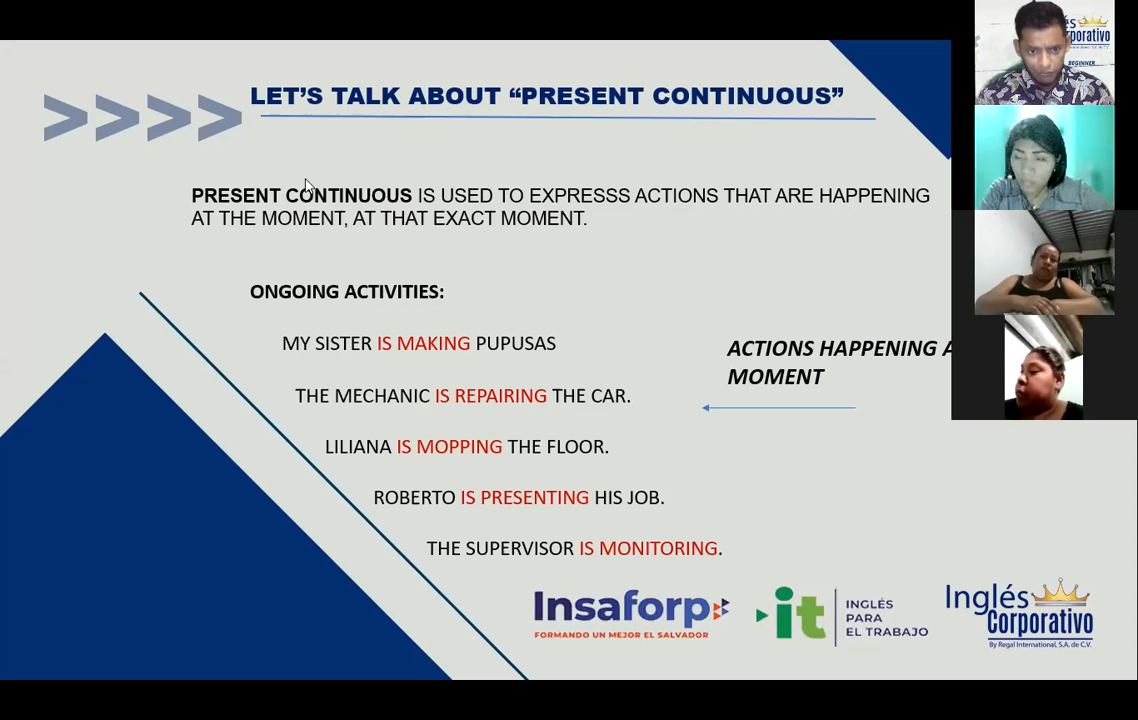 LET'S TALK ABOUT “PRESENT CONTINUOUS”
PRESENT CONTINUOUS IS USED TO EXPRESSS ACTIONS THAT ARE HAPPENING
AT THE MOMENT, AT THAT EXACT MOMENT.
ONGOING ACTIVITIES:
MY SISTER IS MAKING PUPUSAS
THE MECHANIC IS REPAIRING THE CAR.
LILIANA IS MOPPING THE FLOOR.
ROBERTO IS PRESENTING HIS JOB.
THE SUPERVISOR IS MONITORING.
ACTIONS HAPPENING
MOMENT
Insaforp
FORMANDO UN MEJOR EL SALVADOR
it
INGLÉS
PARA
EL TRABAJO
Inglés
Corporativo
By Regal International, S.A. de C.V.
BEGINNER